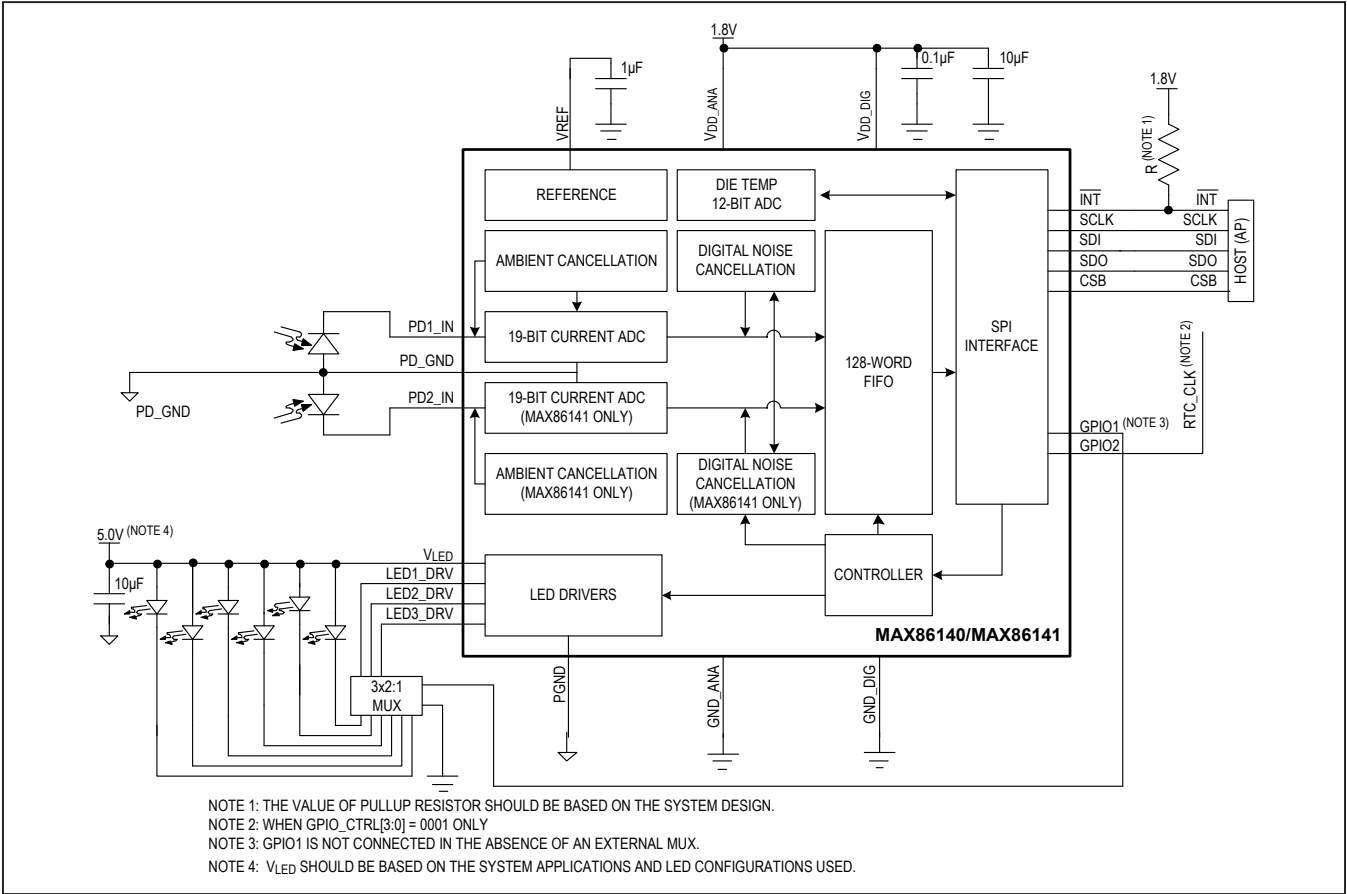 1.8V
1µF
0.1µF
10µF
1.8V
VREF
VDD_ANA
VDD_DIG
R (NOTE 1)
REFERENCE
DIE TEMP
12-BIT ADC
INT
INT
SCLK
SCLK
SDI
SDI
SDO
SDO
CSB
CSB
HOST (AP)
AMBIENT CANCELLATION
DIGITAL NOISE
CANCELLATION
PD1_IN
19-BIT CURRENT ADC
PD_GND
PD_GND
PD2_IN
19-BIT CURRENT ADC
(MAX86141 ONLY)
128-WORD
FIFO
SPI
INTERFACE
RTC_CLK (NOTE 2)
GPIO1 (NOTE 3)
GPIO2
AMBIENT CANCELLATION
(MAX86141 ONLY)
DIGITAL NOISE
CANCELLATION
(MAX86141 ONLY)
5.0V (NOTE 4)
10µF
VLED
LED1_DRV
LED2_DRV
LED3_DRV
LED DRIVERS
CONTROLLER
MAX86140/MAX86141
3x2:1
MUX
PGND
GND_ANA
GND_DIG
NOTE 1: THE VALUE OF PULLUP RESISTOR SHOULD BE BASED ON THE SYSTEM DESIGN.
NOTE 2: WHEN GPIO_CTRL[3:0] = 0001 ONLY
NOTE 3: GPIO1 IS NOT CONNECTED IN THE ABSENCE OF AN EXTERNAL MUX.
NOTE 4: VLED SHOULD BE BASED ON THE SYSTEM APPLICATIONS AND LED CONFIGURATIONS USED.